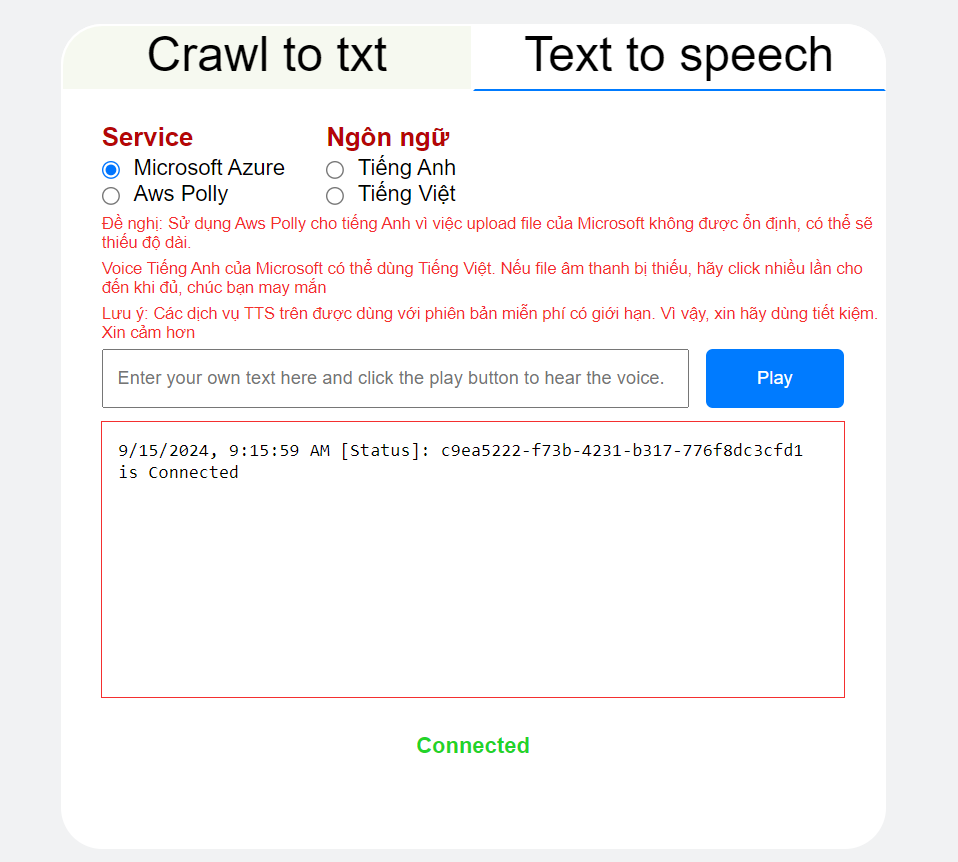 Crawl to txt
Text to speech
Service
Ngôn ngữ
Microsoft Azure
Tiếng Anh
Aws Polly
Tiếng Việt
Đề nghị: Sử dụng Aws Polly cho tiếng Anh vì việc upload file của Microsoft không được ổn định, có thể sẽ
thiếu độ dài.
Voice Tiếng Anh của Microsoft có thể dùng Tiếng Việt. Nếu file âm thanh bị thiếu, hãy click nhiều lần cho
đến khi đủ, chúc bạn may mắn
Lưu ý: Các dịch vụ TTS trên được dùng với phiên bản miễn phí có giới hạn. Vì vậy, xin hãy dùng tiết kiệm.
Xin cảm hơn
Enter your own text here and click the play button to hear the voice.
Play
9/15/2024, 9:15:59 AM [Status]: c9ea5222-f73b-4231-b317-776f8dc3cfd1
is Connected
Connected